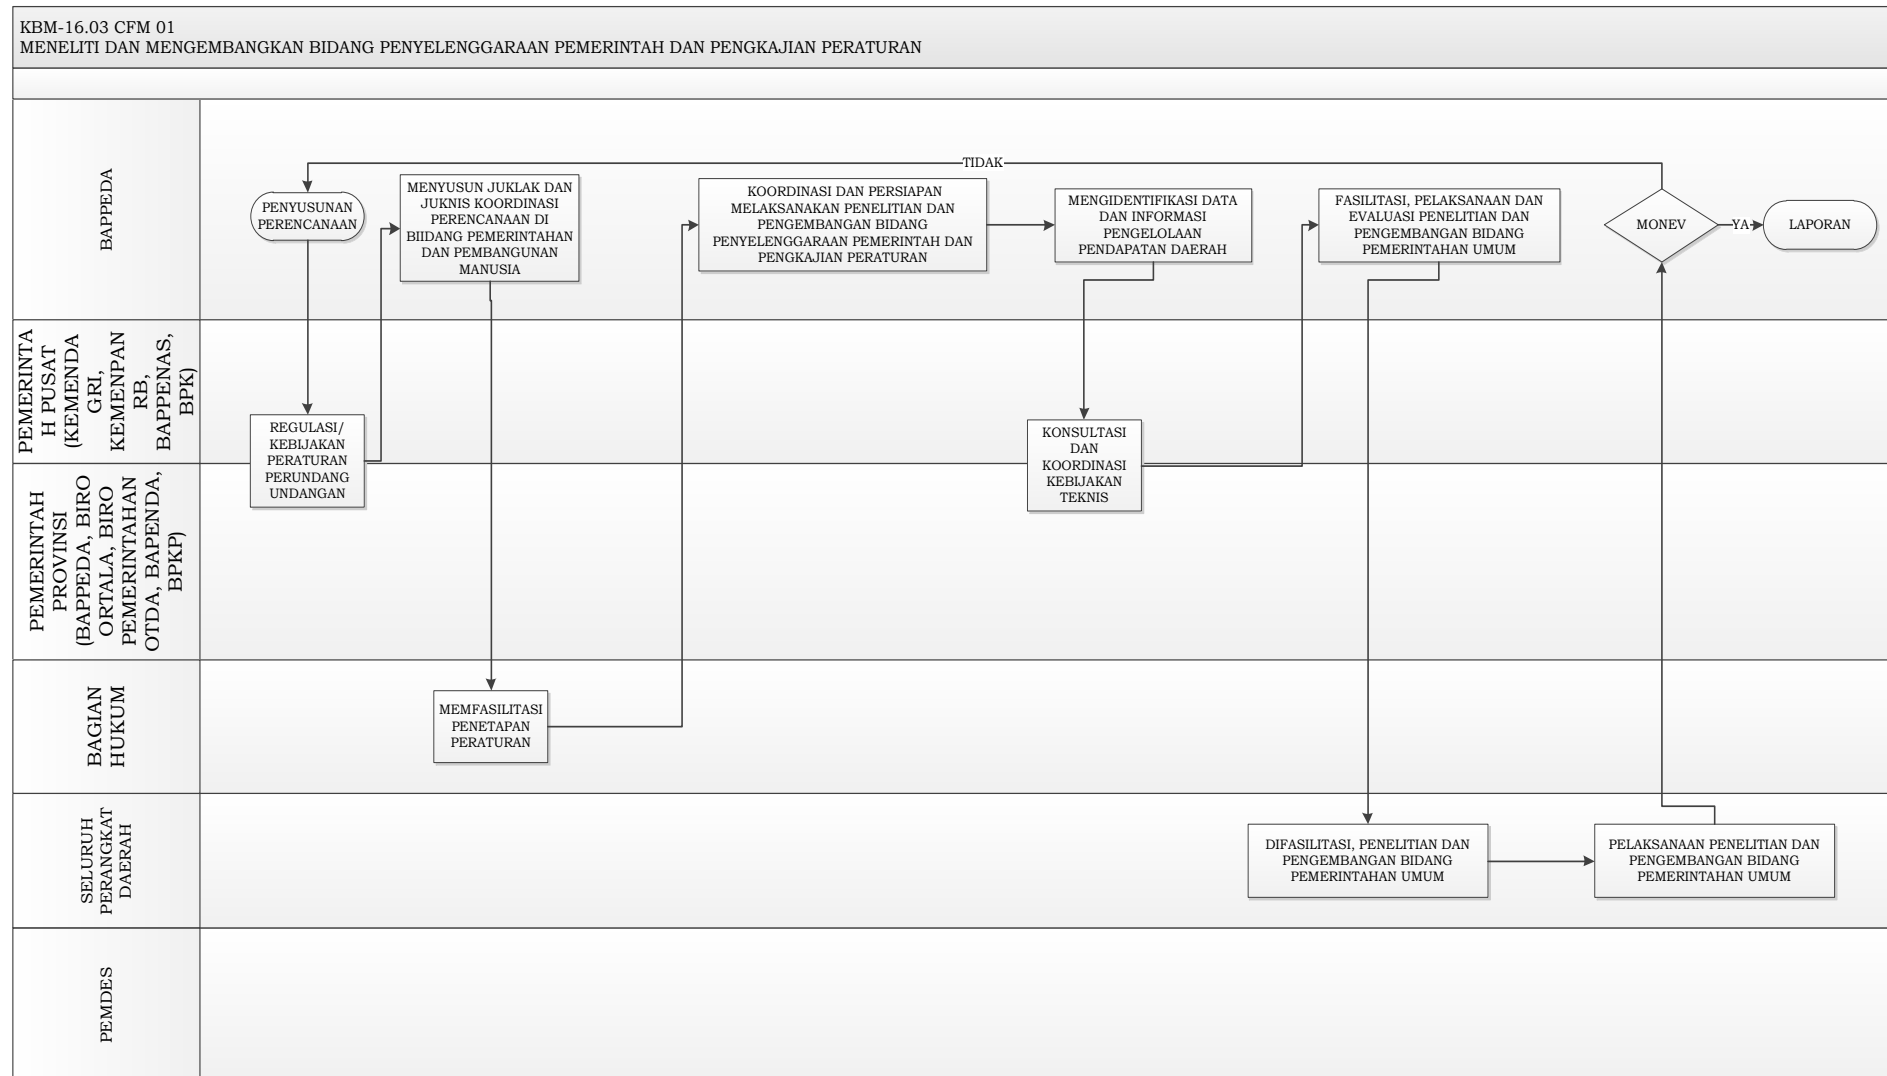 KBM-16.03 CFM 01
MENELITI DAN MENGEMBANGKAN BIDANG PENYELENGGARAAN PEMERINTAH DAN PENGKAJIAN PERATURAN
BAPPEDA
TIDAK
PENYUSUNAN
PERENCANAAN
MENYUSUN JUKLAK DAN
JUKNIS KOORDINASI
PERENCANAAN DI
BIIDANG PEMERINTAHAN
DAN PEMBANGUNAN
MANUSIA
KOORDINASI DAN PERSIAPAN
MELAKSANAKAN PENELITIAN DAN
PENGEMBANGAN BIDANG
PENYELENGGARAAN PEMERINTAH DAN
PENGKAJIAN PERATURAN
MENGIDENTIFIKASI DATA
DAN INFORMASI
PENGELOLAAN
PENDAPATAN DAERAH
FASILITASI, PELAKSANAAN DAN
EVALUASI PENELITIAN DAN
PENGEMBANGAN BIDANG
PEMERINTAHAN UMUM
MONEV
YA
LAPORAN
PEMERINTA
H PUSAT
(KEMENDA
GRI,
KEMENPAN
RB,
BAPPENAS,
BPK)
REGULASI/
KEBIJAKAN
PERATURAN
PERUNDANG
UNDANGAN
KONSULTASI
DAN
KOORDINASI
KEBIJAKAN
TEKNIS
PEMERINTAH
PROVINSI
(BAPPEDA, BIRO
ORTALA, BIRO
PEMERINTAHAN
OTDA, BAPENDA,
BPKP)
BAGIAN
HUKUM
MEMFASILITASI
PENETAPAN
PERATURAN
SELURUH
PERANGKAT
DAERAH
DIFASILITASI, PENELITIAN DAN
PENGEMBANGAN BIDANG
PEMERINTAHAN UMUM
PELAKSANAAN PENELITIAN DAN
PENGEMBANGAN BIDANG
PEMERINTAHAN UMUM
PEMDES